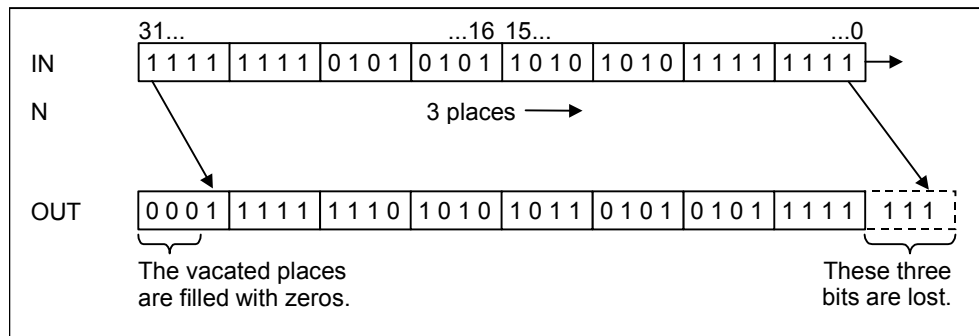 31... ...16 15... ...0
IN 1 1 1 1 1 1 1 1 0 1 0 1 0 1 0 1 1 0 1 0 1 0 1 0 1 1 1 1 1 1 1 1
N 3 places
OUT 0 0 0 1 1 1 1 1 1 1 1 0 1 0 1 0 1 0 1 1 0 1 0 1 0 1 0 1 1 1 1 1 1 1 1
The vacated places These three
are filled with zeros. bits are lost.